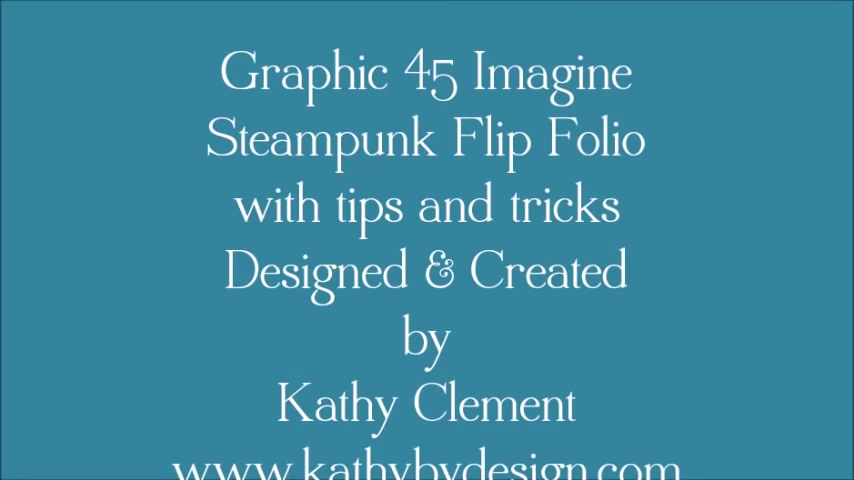 Graphic 45 Imagine
Steampunk Flip Folio
with tips and tricks
Designed & Created
by
Kathy Clement
www.kathybydesign.com